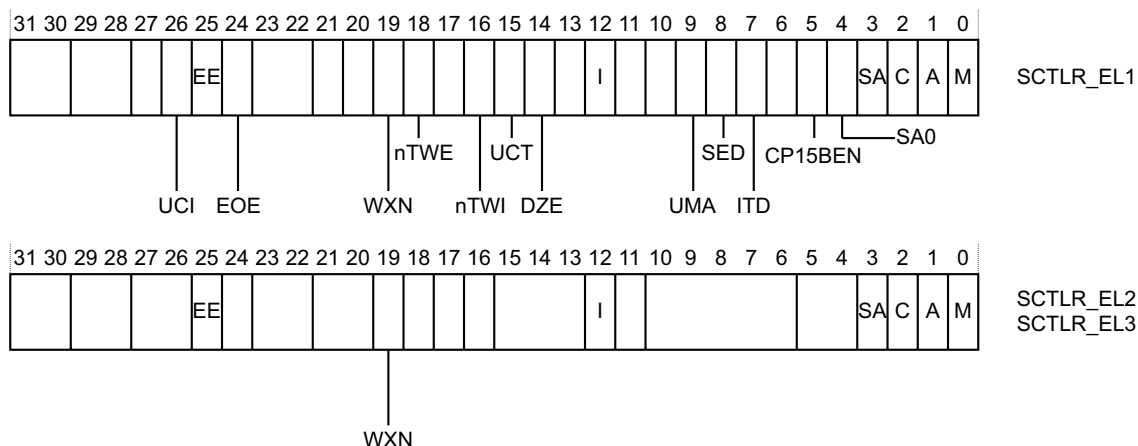 31 30 29 28 27 26 25 24 23 22 21 20 19 18 17 16 15 14 13 12 11 10 9 8 7 6 5 4 3 2 1 0
EE I SA C A M SCTLR_EL1
nTWE UCT SED CP15BEN SA0
UCI EOE WXN nTWI DZE UMA ITD
31 30 29 28 27 26 25 24 23 22 21 20 19 18 17 16 15 14 13 12 11 10 9 8 7 6 5 4 3 2 1 0
EE I SA C A M SCTLR_EL2
SCTLR_EL3
WXN